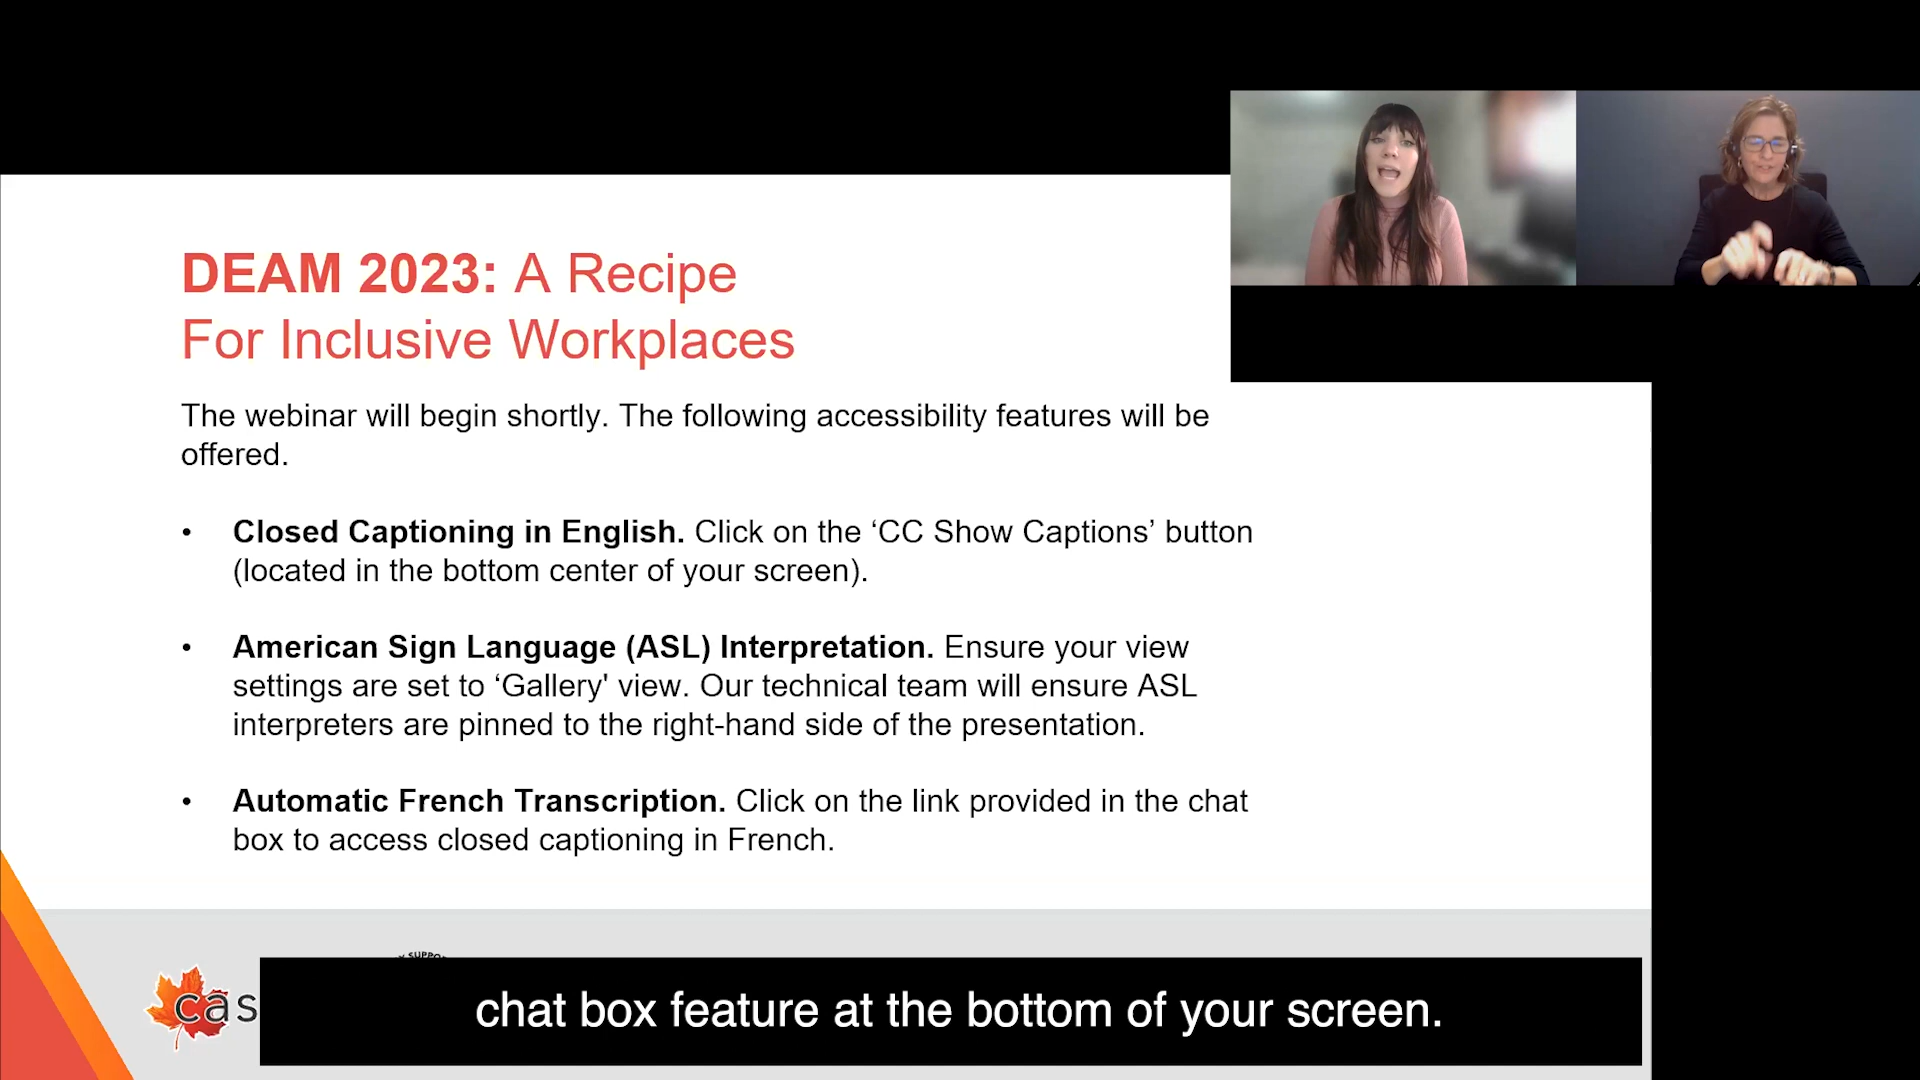 DEAM 2023: A Recipe
For Inclusive Workplaces
The webinar will begin shortly. The following accessibility features will be
offered.
• Closed Captioning in English. Click on the ‘CC Show Captions’ button
(located in the bottom center of your screen).
• American Sign Language (ASL) Interpretation. Ensure your view
settings are set to ‘Gallery' view. Our technical team will ensure ASL
interpreters are pinned to the right-hand side of the presentation.
• Automatic French Transcription. Click on the link provided in the chat
box to access closed captioning in French.
cas
chat box feature at the bottom of your screen.